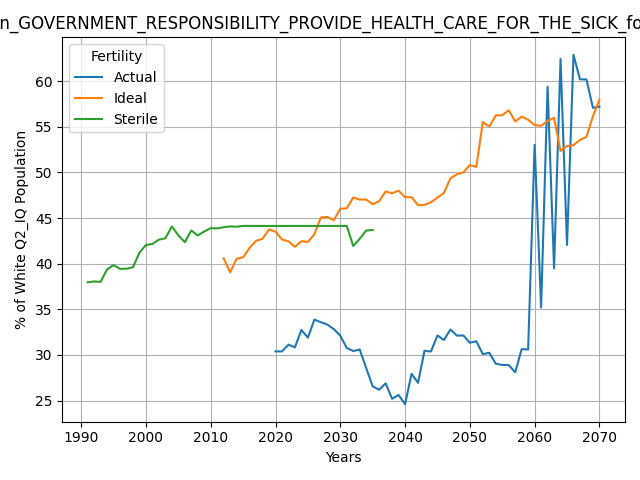 n_GOVERNMENT_RESPONSIBILITY_PROVIDE_HEALTH_CARE_FOR_THE_SICK_fo
Fertility
Actual
Ideal
Sterile
% of White Q2_IQ Population
60
55
50
45
40
35
30
25
1990 2000 2010 2020 2030 2040 2050 2060 2070
Years